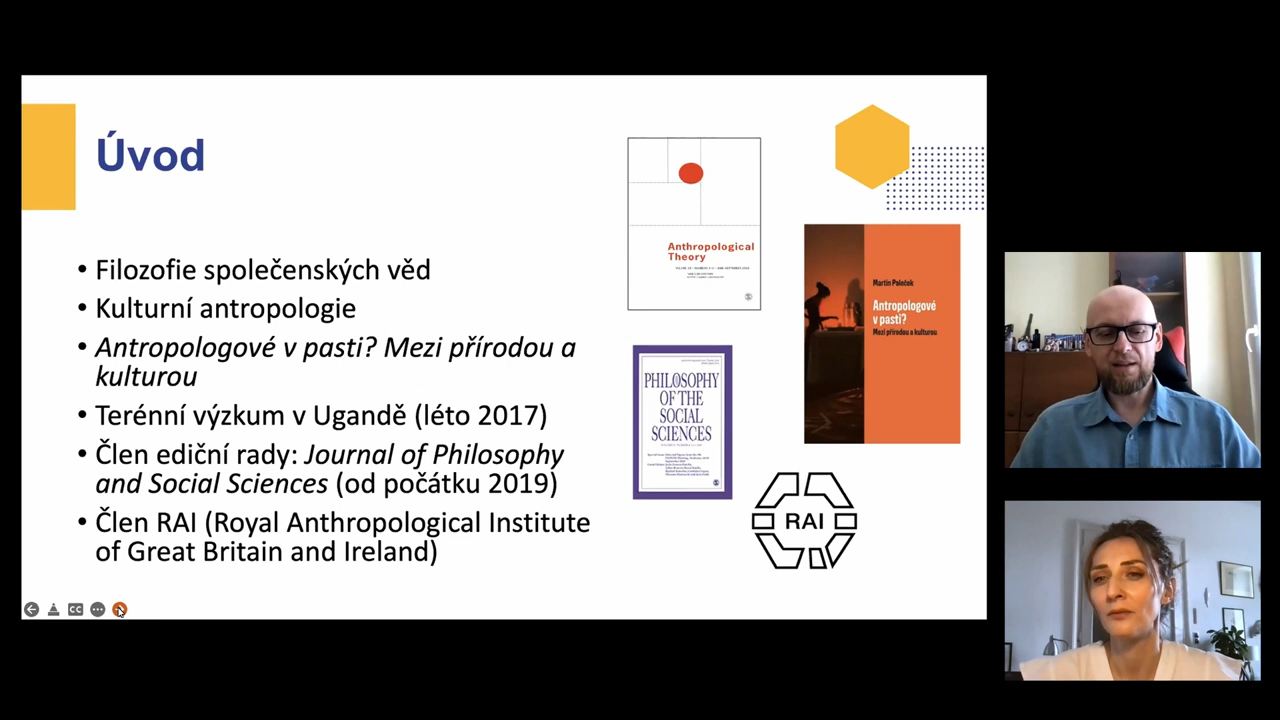 Úvod
• Filozofie společenských věd
• Kulturní antropologie
• Antropologové v pasti? Mezi přírodou a
kulturou
• Terénní výzkum v Ugandě (léto 2017)
• Člen ediční rady: Journal of Philosophy
and Social Sciences (od počátku 2019)
• Člen RAI (Royal Anthropological Institute
of Great Britain and Ireland)
Anthropological
Theory
Martin Paleček
Antropologové
v pasti?
Mezi přírodou a kulturou
PHILOSOPHY
OF THE
SOCIAL
SCIENCES
RAI
CC